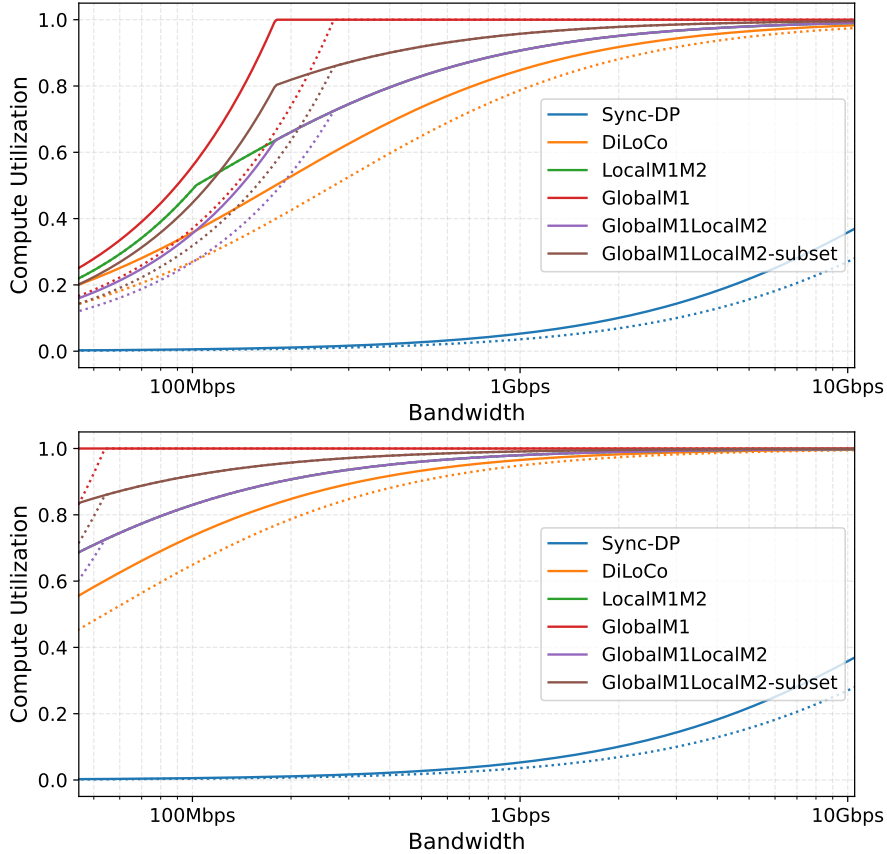 1.0
0.8
0.6
0.4
0.2
0.0
Compute Utilization
Sync-DP
DiLoCo
LocalM1M2
GlobalM1
GlobalM1LocalM2
GlobalM1LocalM2-subset
100Mbps
1Gbps
10Gbps
Bandwidth
1.0
0.8
0.6
0.4
0.2
0.0
Compute Utilization
Sync-DP
DiLoCo
LocalM1M2
GlobalM1
GlobalM1LocalM2
GlobalM1LocalM2-subset
100Mbps
1Gbps
10Gbps
Bandwidth